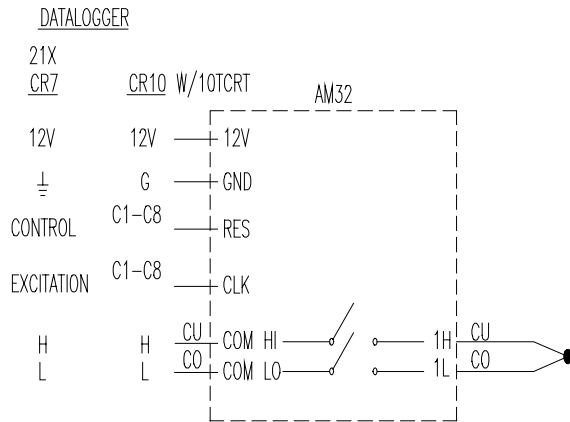 DATALOGGER
21X
CR7 CR10 W/10TCRT AM32
12V 12V 12V
G GND
CONTROL C1-C8 RES
EXCITATION C1-C8 CLK
H H CU COM HI 1H CU
L L CO COM LO 1L CO